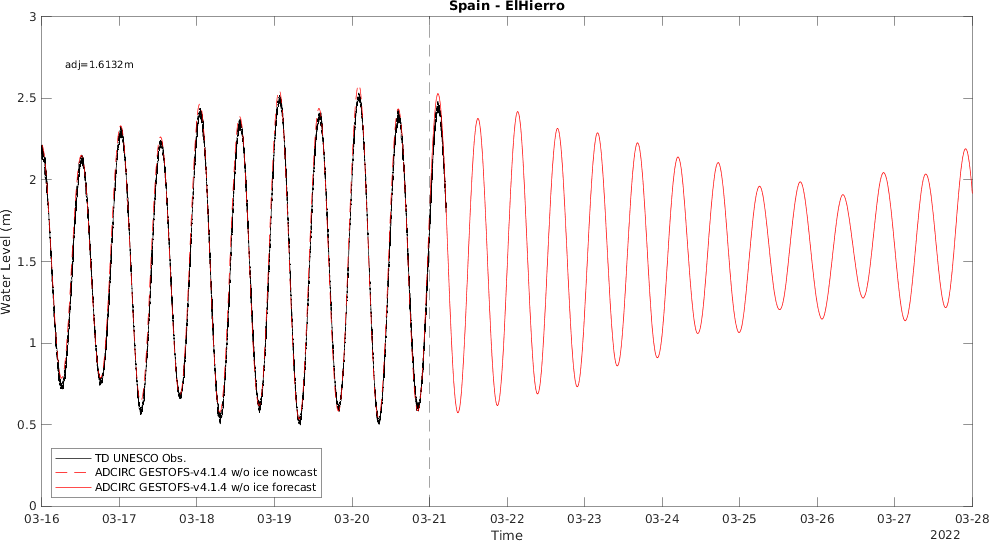 Spain - ElHierro
adj=1.6132m
3
2.5
2
1.5
1
0.5
0
Water Level (m)
TD UNESCO Obs.
ADCIRC GESTOFS-v4.1.4 w/o ice nowcast
ADCIRC GESTOFS-v4.1.4 w/o ice forecast
03-16 03-17 03-18 03-19 03-20 03-21 03-22 03-23 03-24 03-25 03-26 03-27 03-28
Time
2022